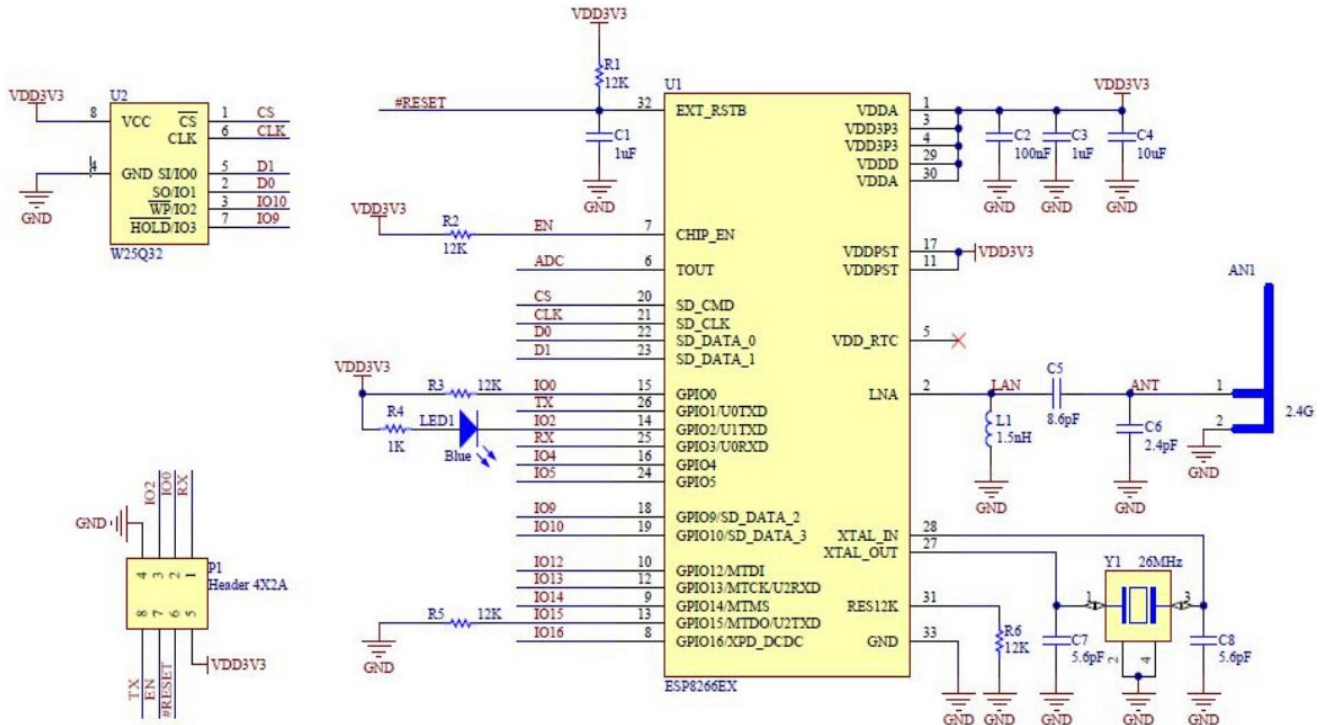 VDD3V3
U2
8
VCC
CS
1
CS
CLK
6
CLK
4
GND
SI/IO0
5
D1
SO/IO1
2
D0
WP/IO2
3
IO10
HOLD/IO3
7
IO9
GND
W25Q32
VDD3V3
R1
12K
#RESET
C1
1uF
GND
VDD3V3
R2
12K
EN
ADC
CS
CLK
D0
D1
VDD3V3
R3
12K
IO0
TX
R4
1K
LED1
Blue
IO2
RX
IO4
IO5
IO9
IO10
IO12
IO13
IO14
R5
12K
IO15
IO16
GND
U1
32
EXT_RSTB
7
CHIP_EN
6
TOUT
20
SD_CMD
21
SD_CLK
22
SD_DATA_0
23
SD_DATA_1
15
GPIO0
26
GPIO1/U0TXD
14
GPIO2/U1TXD
25
GPIO3/U0RXD
16
GPIO4
24
GPIO5
18
GPIO9/SD_DATA_2
19
GPIO10/SD_DATA_3
10
GPIO12/MTDI
12
GPIO13/MTCK/U2RXD
9
GPIO14/MTMS
13
GPIO15/MTDO/U2TXD
8
GPIO16/XPD_DCDC
VDDA
1
VDD3P3
3
VDD3P3
4
VDDD
29
VDDA
30
VDDPST
17
VDDPST
11
VDD_RTC
5
LNA
2
XTAL_IN
28
XTAL_OUT
27
RES12K
31
GND
33
ESP8266EX
VDD3V3
C2
100nF
C3
1uF
C4
10uF
GND
GND
GND
VDD3V3
LAN
C5
8.6pF
ANT
L1
1.5nH
C6
2.4pF
GND
GND
AN1
1
2
2.4G
GND
Y1
26MHz
1
3
2
4
C7
5.6pF
C8
5.6pF
R6
12K
GND
GND
GND
GND
GND
IO2
IO0
RX
GND
P1
Header 4X2A
4
3
2
1
8
7
6
5
VDD3V3
TX
EN
#RESET